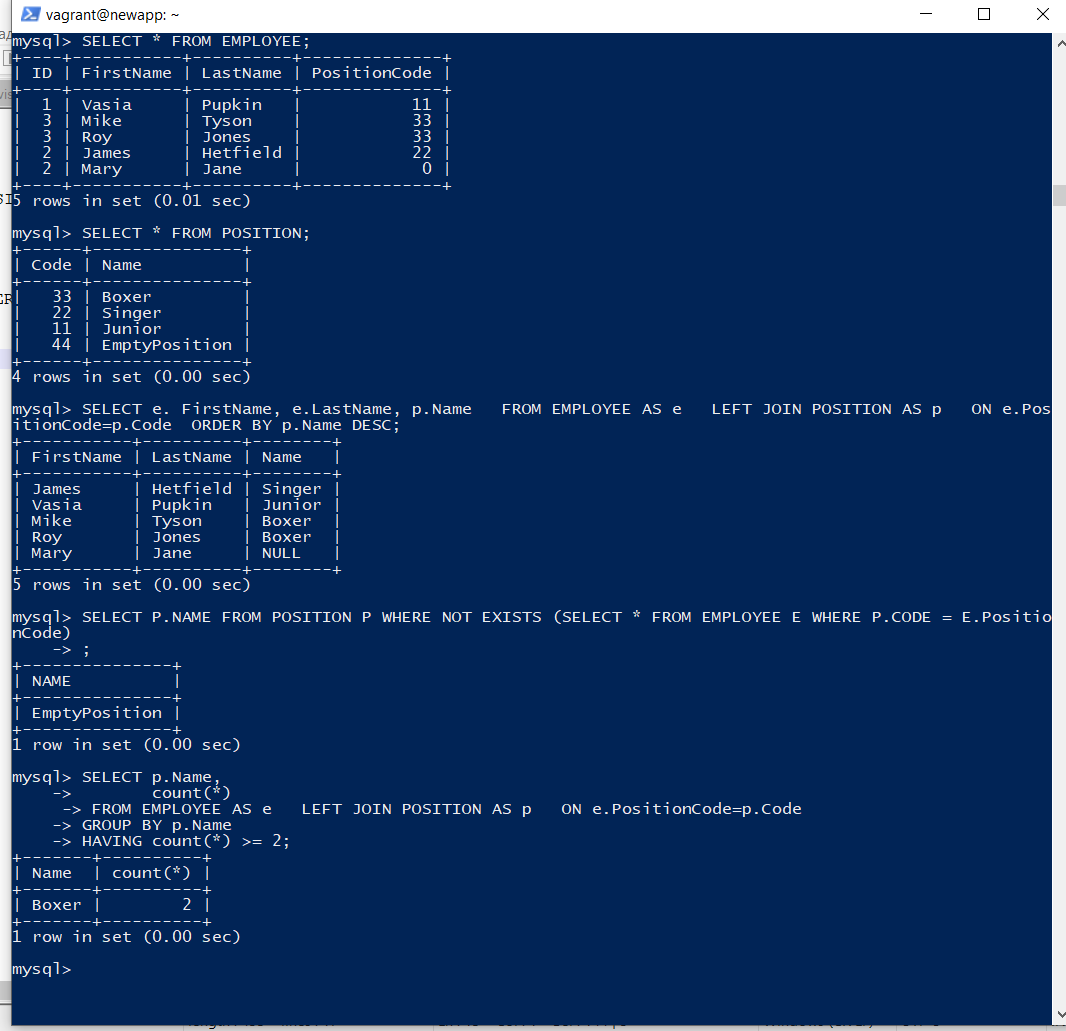 vagrant@newapp: ~
mysql> SELECT * FROM EMPLOYEE;
+----+-----------+----------+--------------+
| ID | FirstName | LastName | PositionCode |
+----+-----------+----------+--------------+
|  1 | Vasia     | Pupkin   |           11 |
|  3 | Mike      | Tyson    |           33 |
|  3 | Roy       | Jones    |           33 |
|  2 | James     | Hetfield |           22 |
|  2 | Mary      | Jane     |            0 |
+----+-----------+----------+--------------+
5 rows in set (0.01 sec)
mysql> SELECT * FROM POSITION;
+------+---------------+
| Code | Name          |
+------+---------------+
|   33 | Boxer         |
|   22 | Singer        |
|   11 | Junior        |
|   44 | EmptyPosition |
+------+---------------+
4 rows in set (0.00 sec)
mysql> SELECT e. FirstName, e.LastName, p.Name   FROM EMPLOYEE AS e   LEFT JOIN POSITION AS p   ON e.Pos
itionCode=p.Code  ORDER BY p.Name DESC;
+-----------+----------+--------+
| FirstName | LastName | Name   |
+-----------+----------+--------+
| James     | Hetfield | Singer |
| Vasia     | Pupkin   | Junior |
| Mike      | Tyson    | Boxer  |
| Roy       | Jones    | Boxer  |
| Mary      | Jane     | NULL   |
+-----------+----------+--------+
5 rows in set (0.00 sec)
mysql> SELECT P.NAME FROM POSITION P WHERE NOT EXISTS (SELECT * FROM EMPLOYEE E WHERE P.CODE = E.Positio
nCode)
    -> ;
+---------------+
| NAME          |
+---------------+
| EmptyPosition |
+---------------+
1 row in set (0.00 sec)
mysql> SELECT p.Name,
    ->        count(*)
     -> FROM EMPLOYEE AS e   LEFT JOIN POSITION AS p   ON e.PositionCode=p.Code
    -> GROUP BY p.Name
    -> HAVING count(*) >= 2;
+-------+----------+
| Name  | count(*) |
+-------+----------+
| Boxer |        2 |
+-------+----------+
1 row in set (0.00 sec)
mysql>